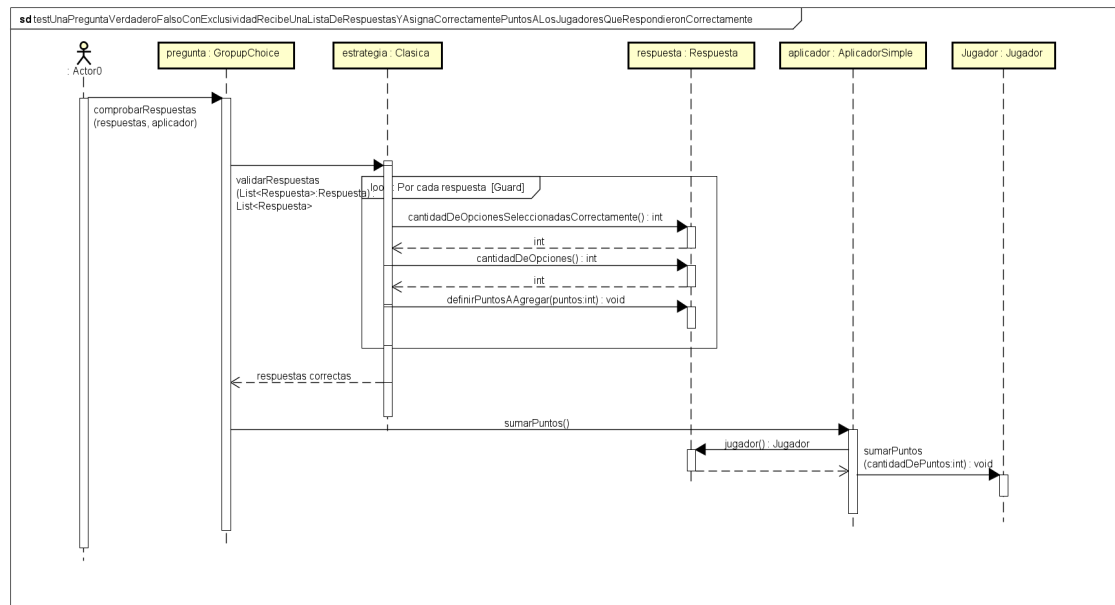 sd testUnaPreguntaVerdaderoFalsoConExclusividadRecibeUnaListaDeRespuestasYAsignaCorrectamentePuntosALosJugadoresQueRespondieronCorrectamente
: Actor0
pregunta : GropupChoice
estrategia : Clasica
respuesta : Respuesta
aplicador : AplicadorSimple
Jugador : Jugador
comprobarRespuestas
(respuestas, aplicador)
validarRespuestas
(List<Respuesta>:Respuesta) :
List<Respuesta>
loop : Por cada respuesta [Guard]
cantidadDeOpcionesSeleccionadasCorrectamente() : int
int
cantidadDeOpciones() : int
int
definirPuntosAAgregar(puntos:int) : void
respuestas correctas
sumarPuntos()
jugador() : Jugador
sumarPuntos
(cantidadDePuntos:int) : void